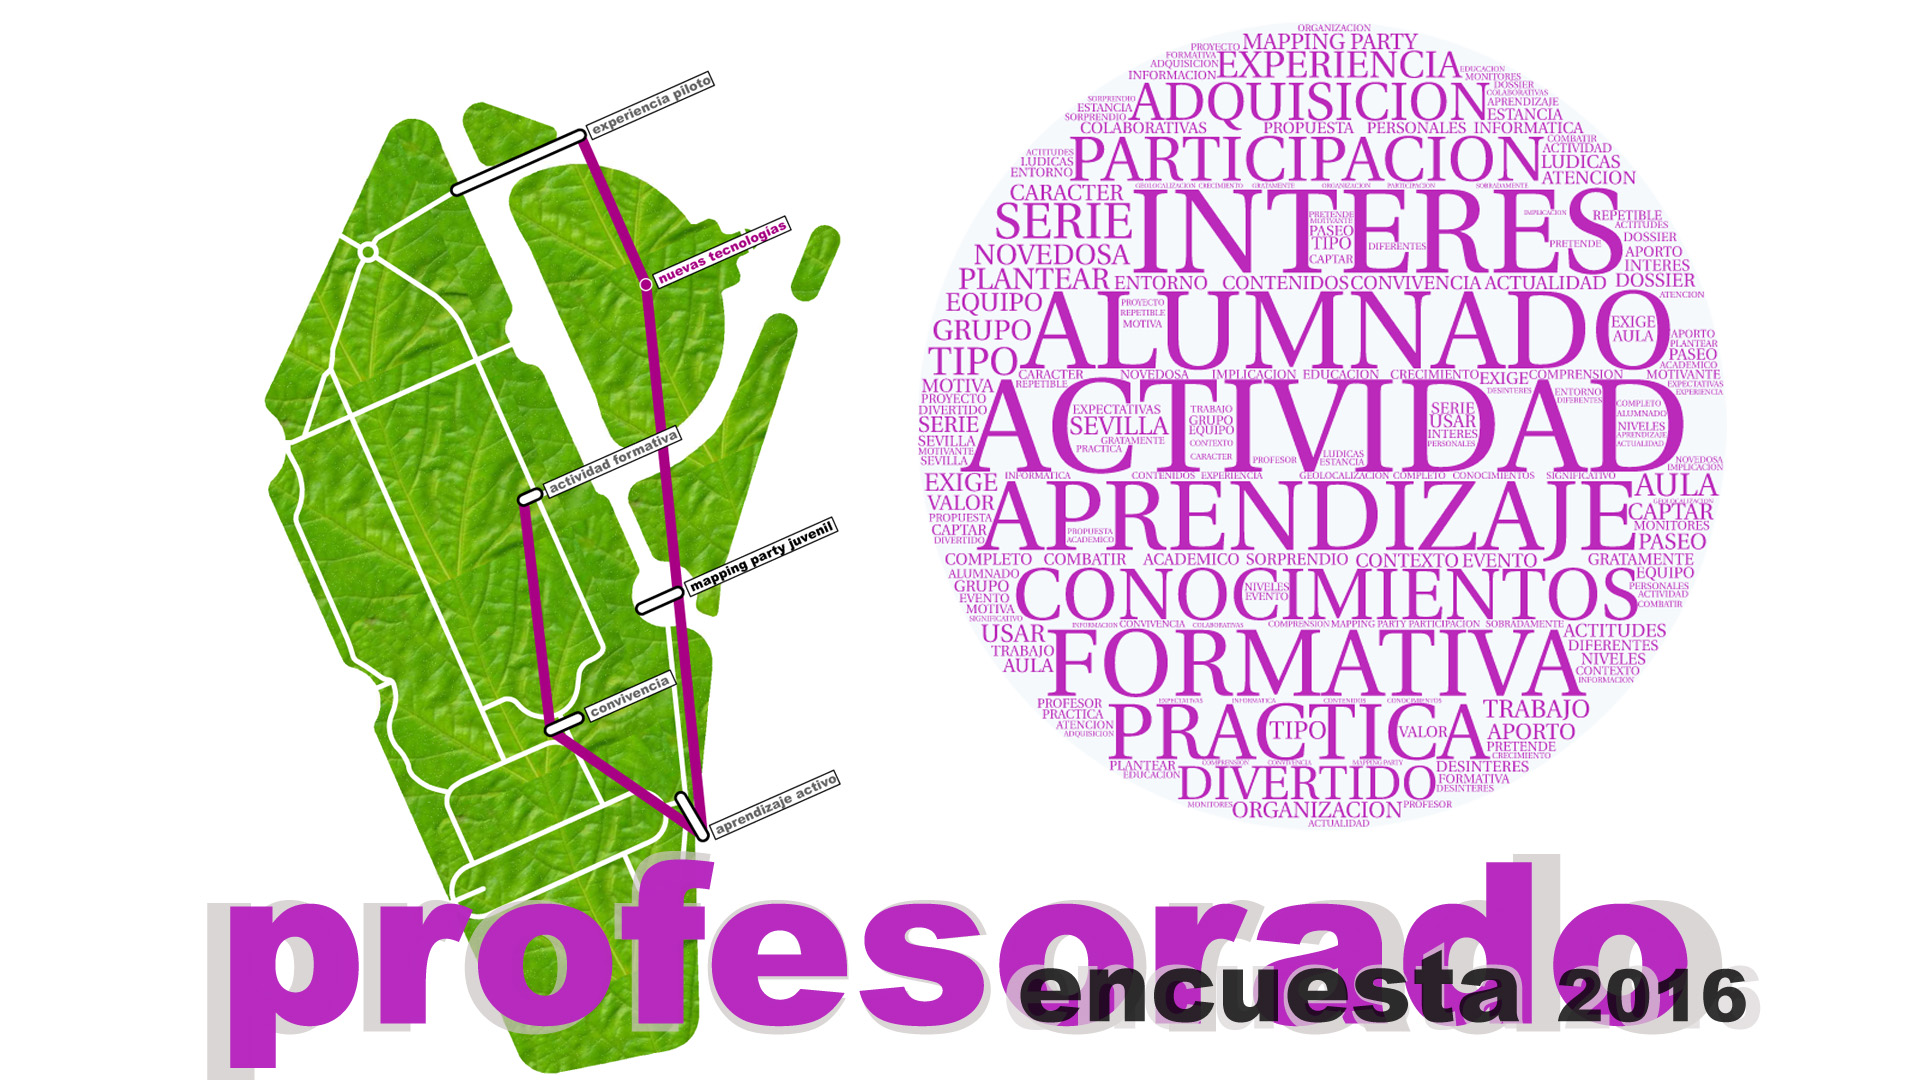 experiencia piloto
nuevas tecnologías
actividad formativa
mapping party juvenil
convivencia
aprendizaje activo
ORGANIZACION
PROYECTO MAPPING PARTY
FORMATIVA
ADQUISICION EXPERIENCIA EDUCACION
INFORMACION MONITORES
DOSSIER
SORPRENDIO ADQUISICION COLABORATIVAS
ESTANCIA APRENDIZAJE
SORPRENDIO ESTANCIA
COLABORATIVAS PROPUESTA PERSONALES INFORMATICA
COMBATIR
ACTITUDES PARTICIPACION ACTIVIDAD
LUDICAS LUDICAS
ENTORNO ATENCION
GEOLOCALIZACION CRECIMIENTO GRATAMENTE ORGANIZACION PARTICIPACION SOBRADAMENTE
CARACTER
SERIE INTERES REPETIBLE
PRETENDE IMPLICACION ACTITUDES
MOTIVANTE
PASEO DOSSIER
TIPO DIFERENTES PRETENDE
NOVEDOSA CAPTAR APORTO
INTERES
PLANTEAR ENTORNO CONTENIDOS CONVIVENCIA ACTUALIDAD DOSSIER
EQUIPO PROYECTO ATENCION
REPETIBLE
GRUPO MOTIVA ALUMNADO EXIGE
AULA APORTO
PLANTEAR
TIPO PASEO
ACADEMICO
CARACTER NOVEDOSA IMPLICACION EDUCACION CRECIMIENTO EXIGE COMPRENSION MOTIVANTE
MOTIVA REPETIBLE EXPECTATIVAS
PROYECTO DESINTERES ENTORNO EXPERIENCIA
DIVERTIDO EXPECTATIVAS TRABAJO SERIE DIFERENTES COMPLETO
SERIE SEVILLA GRUPO ACTIVIDAD USAR ALUMNADO
EQUIPO INTERES NIVELES
SEVILLA GRATAMENTE CONTEXTO PERSONALES APRENDIZAJE
MOTIVANTE PRACTICA CARACTER PROFESOR LUDICAS ACTUALIDAD
SEVILLA ESTANCIA NOVEDOSA
IMPLICACION
INFORMATICA CONTENIDOS EXPERIENCIA GEOLOCALIZACION COMPLETO CONOCIMIENTOS SIGNIFICATIVO
EXIGE AULA
VALOR APRENDIZAJE GEOLOCALIZACION
CAPTAR
PROPUESTA MONITORES
CAPTAR PROPUESTA
DIVERTIDO ACADEMICO PASEO
COMPLETO COMBATIR ACADEMICO SORPRENDIO CONTEXTO EVENTO GRATAMENTE
ALUMNADO EQUIPO
GRUPO CONOCIMIENTOS NIVELES PERSONALES
EVENTO EVENTO ACTIVIDAD
MOTIVA COMBATIR
SIGNIFICATIVO
INFORMACION CONVIVENCIA COLABORATIVAS COMPRENSION MAPPING PARTY PARTICIPACION SOBRADAMENTE
USAR FORMATIVA ACTITUDES
TRABAJO DIFERENTES
AULA NIVELES
CONTEXTO
INFORMACION
EXPECTATIVAS INFORMATICA CONTENIDOS CONOCIMIENTOS
PROFESOR PRACTICA TRABAJO
PRACTICA
ATENCION TIPO VALOR APORTO
ADQUISICION PRETENDE
CRECIMIENTO
COMPRENSION CONVIVENCIA MAPPING PARTY
PLANTEAR DESINTERES
EDUCACION DIVERTIDO FORMATIVA
DESINTERES
MONITORES ORGANIZACION PROFESOR
ACTUALIDAD
profesorado
encuesta 2016